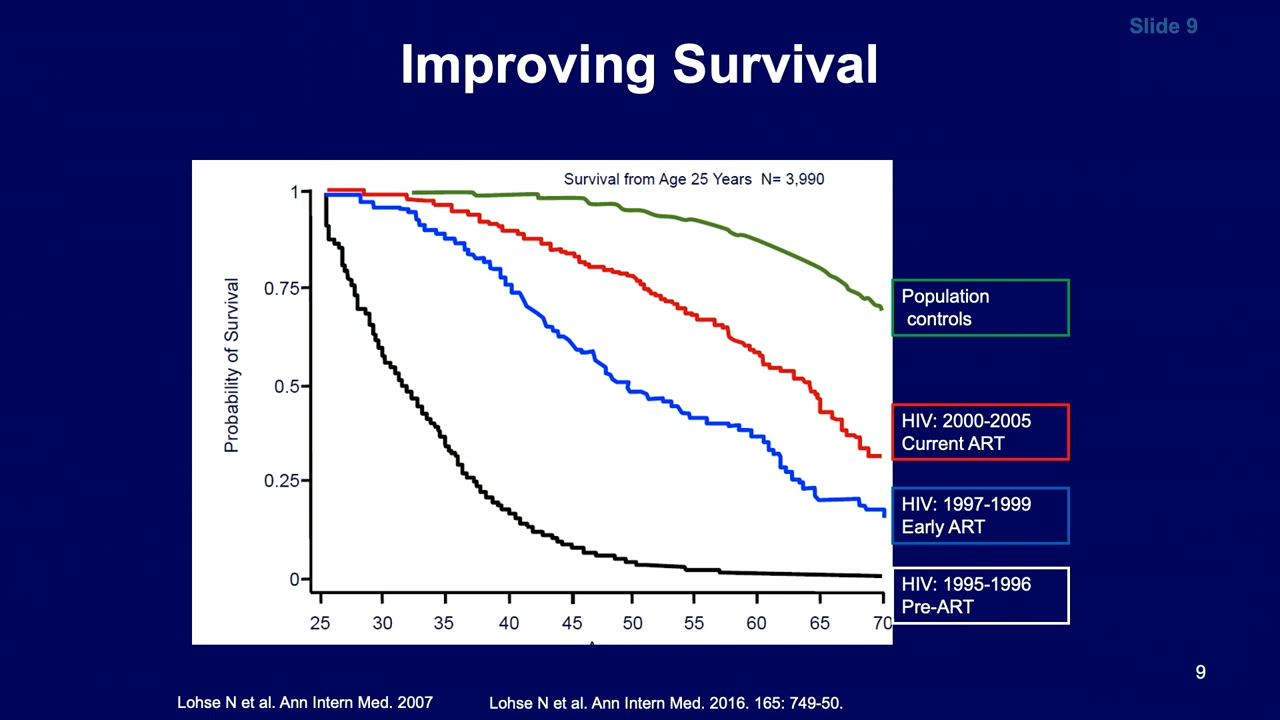 Slide 9
Improving Survival
Survival from Age 25 Years N= 3,990
Probability of Survival
1
0.75
0.5
0.25
0
25 30 35 40 45 50 55 60 65 70
Population
controls
HIV: 2000-2005
Current ART
HIV: 1997-1999
Early ART
HIV: 1995-1996
Pre-ART
9
Lohse N et al. Ann Intern Med. 2007
Lohse N et al. Ann Intern Med. 2016. 165: 749-50.